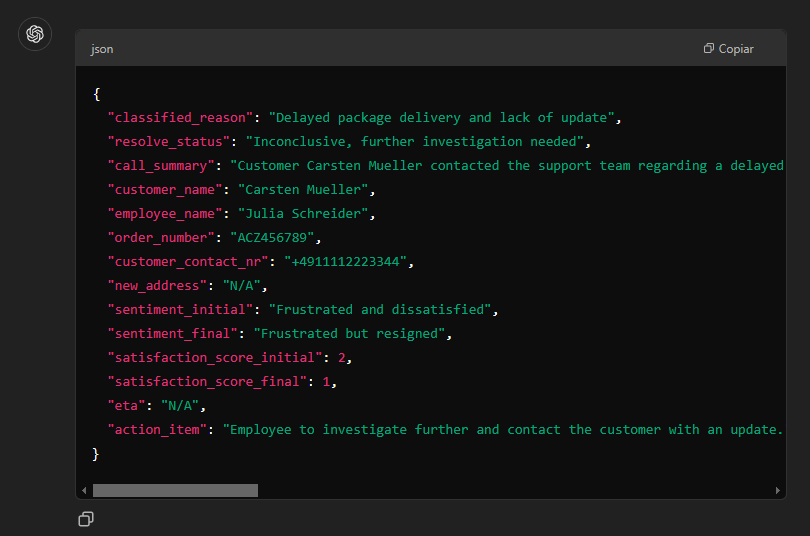 json
Copiar
{
"classified_reason": "Delayed package delivery and lack of update",
"resolve_status": "Inconclusive, further investigation needed",
"call_summary": "Customer Carsten Mueller contacted the support team regarding a delayed
"customer_name": "Carsten Mueller",
"employee_name": "Julia Schreider",
"order_number": "ACZ456789",
"customer_contact_nr": "+4911112223344",
"new_address": "N/A",
"sentiment_initial": "Frustrated and dissatisfied",
"sentiment_final": "Frustrated but resigned",
"satisfaction_score_initial": 2,
"satisfaction_score_final": 1,
"eta": "N/A",
"action_item": "Employee to investigate further and contact the customer with an update.
}